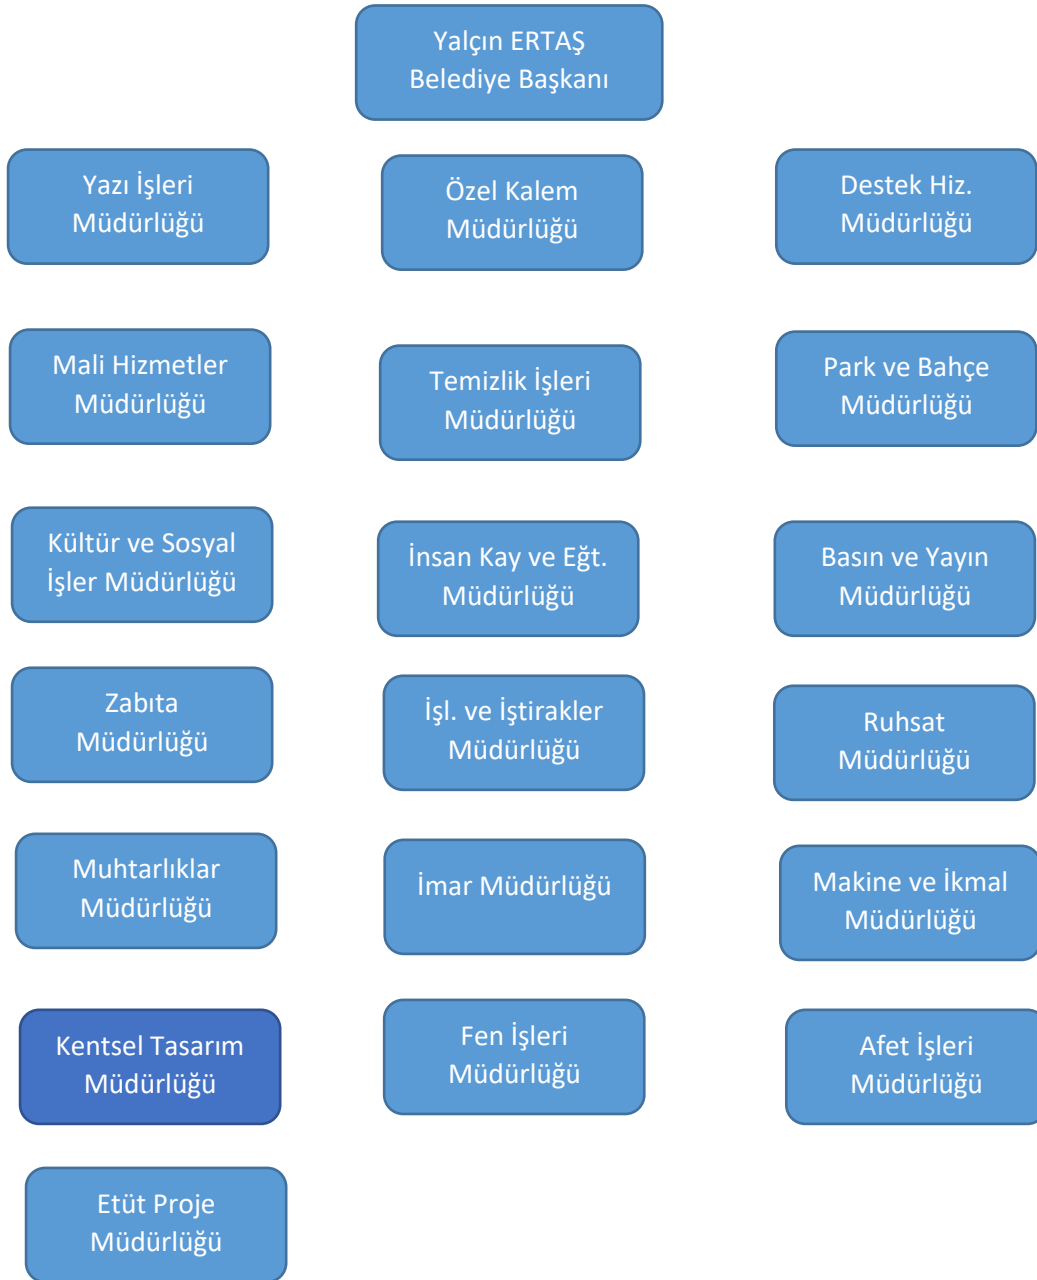 Yalçın ERTAŞ
Belediye Başkanı
Yazı İşleri
Müdürlüğü
Özel Kalem
Müdürlüğü
Destek Hiz.
Müdürlüğü
Mali Hizmetler
Müdürlüğü
Temizlik İşleri
Müdürlüğü
Park ve Bahçe
Müdürlüğü
Kültür ve Sosyal
İşler Müdürlüğü
İnsan Kay ve Eğt.
Müdürlüğü
Basın ve Yayın
Müdürlüğü
Zabıta
Müdürlüğü
İşl. ve İştirakler
Müdürlüğü
Ruhsat
Müdürlüğü
Muhtarlıklar
Müdürlüğü
İmar Müdürlüğü
Makine ve İkmal
Müdürlüğü
Kentsel Tasarım
Müdürlüğü
Fen İşleri
Müdürlüğü
Afet İşleri
Müdürlüğü
Etüt Proje
Müdürlüğü